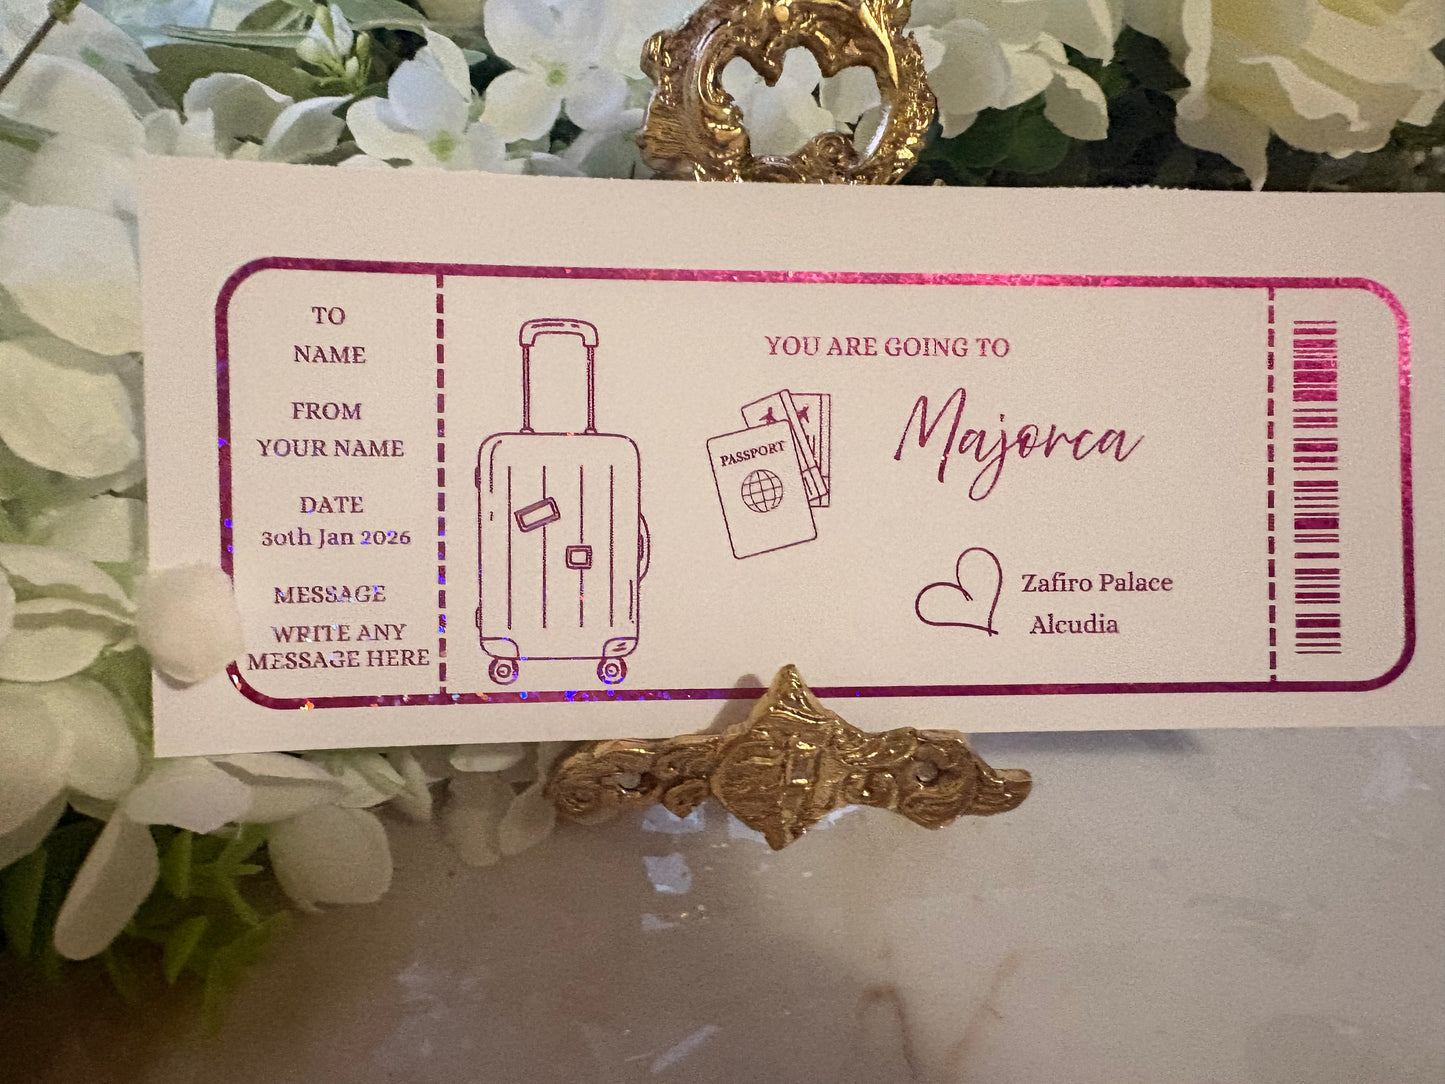 TO
NAME
FROM
YOUR NAME
DATE
30th Jan 2026
MESSAGE
WRITE ANY
MESSAGE HERE
PASSPORT
YOU ARE GOING TO
Majorca
Zafiro Palace
Alcudia